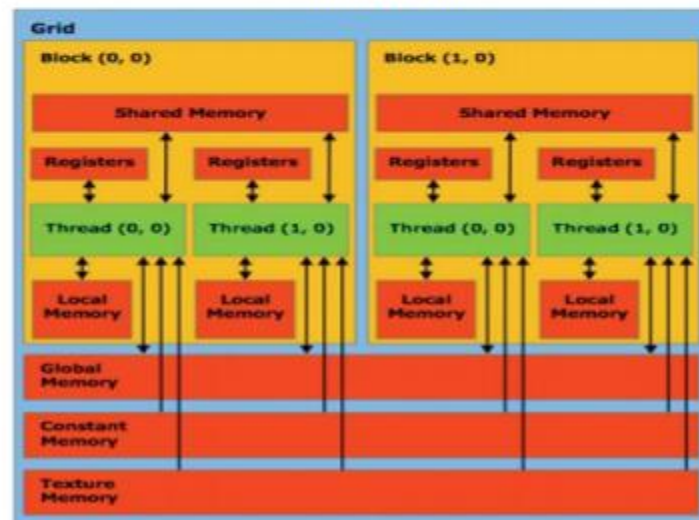 Grid
Block (0, 0)
Block (1, 0)
Shared Memory
Shared Memory
Registers
Registers
Registers
Registers
Thread (0, 0)
Thread (1, 0)
Thread (0, 0)
Thread (1, 0)
Local
Memory
Local
Memory
Local
Memory
Local
Memory
Global
Memory
Constant
Memory
Texture
Memory